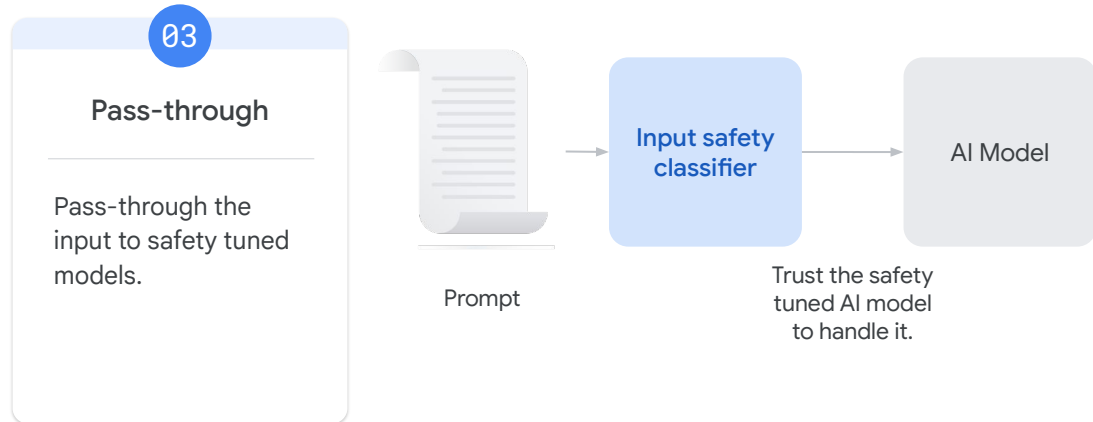 03
Pass-through
Pass-through the
input to safety tuned
models.
Prompt
Input safety
classifier
Trust the safety
tuned AI model
to handle it.
AI Model